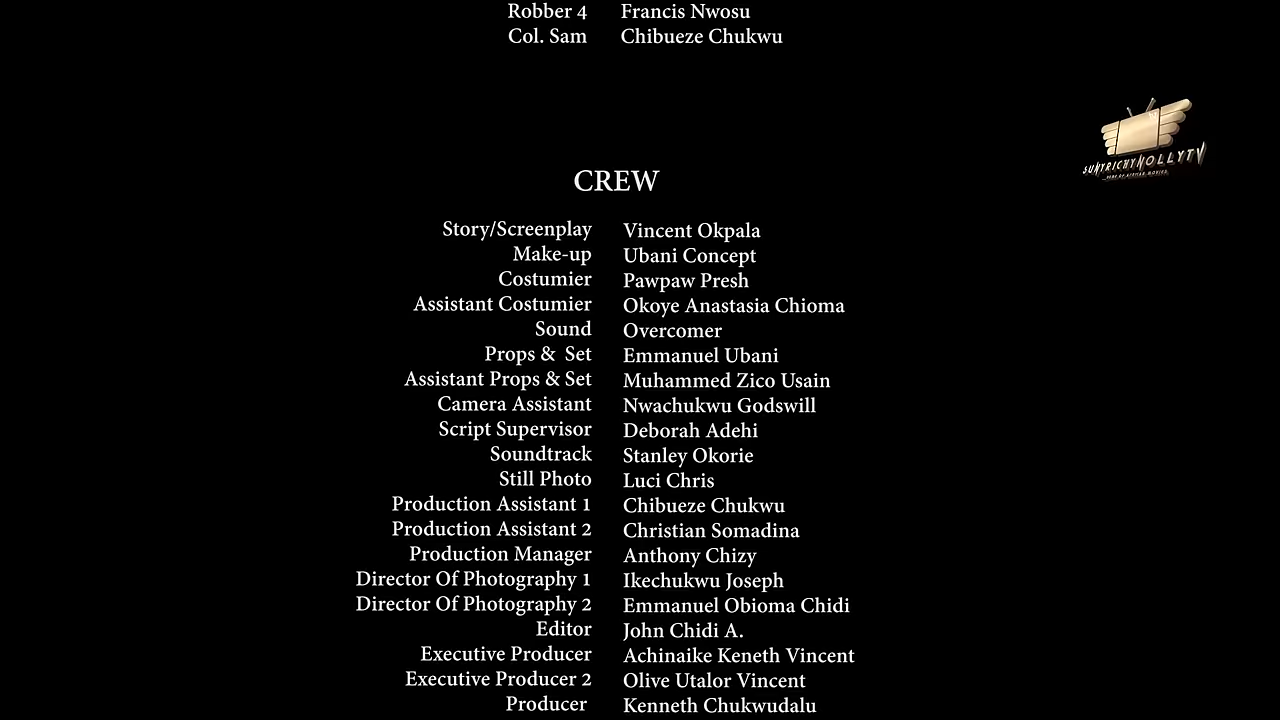 Robber 4 Francis Nwosu
Col. Sam Chibueze Chukwu
SUNYRICHYNOLLYTV
HOME OF AFRICAN MOVIES
CREW
Story/Screenplay Vincent Okpala
Make-up Ubani Concept
Costumier Pawpaw Presh
Assistant Costumier Okoye Anastasia Chioma
Sound Overcomer
Props & Set Emmanuel Ubani
Assistant Props & Set Muhammed Zico Usain
Camera Assistant Nwachukwu Godswill
Script Supervisor Deborah Adehi
Soundtrack Stanley Okorie
Still Photo Luci Chris
Production Assistant 1 Chibueze Chukwu
Production Assistant 2 Christian Somadina
Production Manager Anthony Chizy
Director Of Photography 1 Ikechukwu Joseph
Director Of Photography 2 Emmanuel Obioma Chidi
Editor John Chidi A.
Executive Producer Achinaike Keneth Vincent
Executive Producer 2 Olive Utalor Vincent
Producer Kenneth Chukwudalu